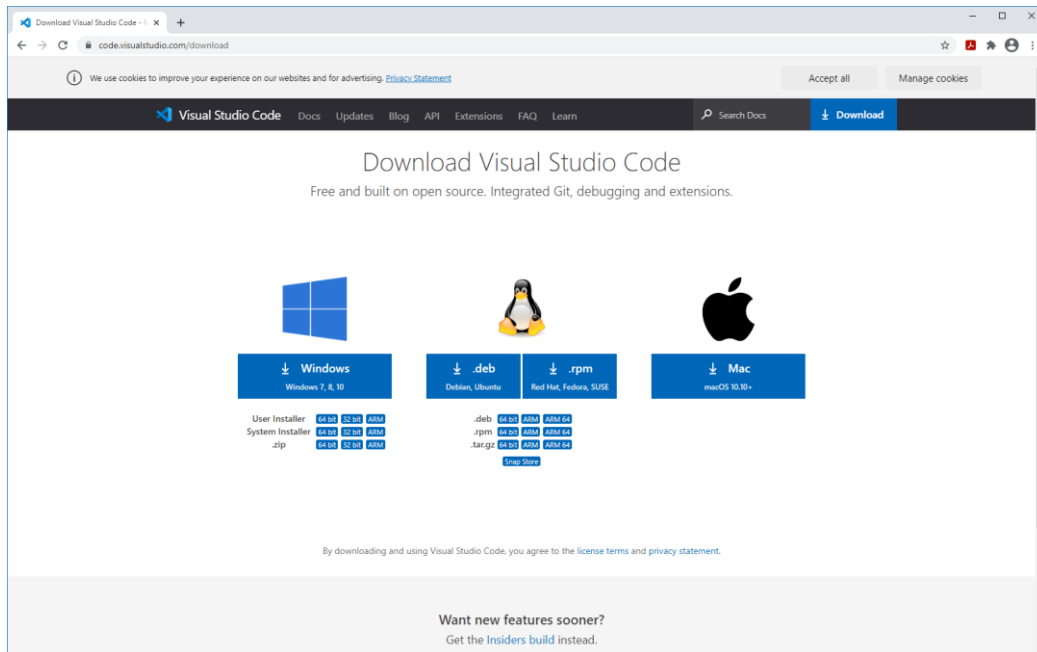 Download Visual Studio Code -
code.visualstudio.com/download
We use cookies to improve your experience on our websites and for advertising. Privacy Statement
Accept all
Manage cookies
Visual Studio Code Docs Updates Blog API Extensions FAQ Learn
Search Docs
Download
Download Visual Studio Code
Free and built on open source. Integrated Git, debugging and extensions.
Windows
Windows 7, 8, 10
.deb
Debian, Ubuntu
.rpm
Red Hat, Fedora, SUSE
Mac
macOS 10.10+
User Installer 64 bit 32 bit ARM
System Installer 64 bit 32 bit ARM
.zip 64 bit 32 bit ARM
.deb 64 bit ARM ARM 64
.rpm 64 bit ARM ARM 64
.tar.gz 64 bit ARM ARM 64
Snap Store
By downloading and using Visual Studio Code, you agree to the license terms and privacy statement.
Want new features sooner?
Get the Insiders build instead.